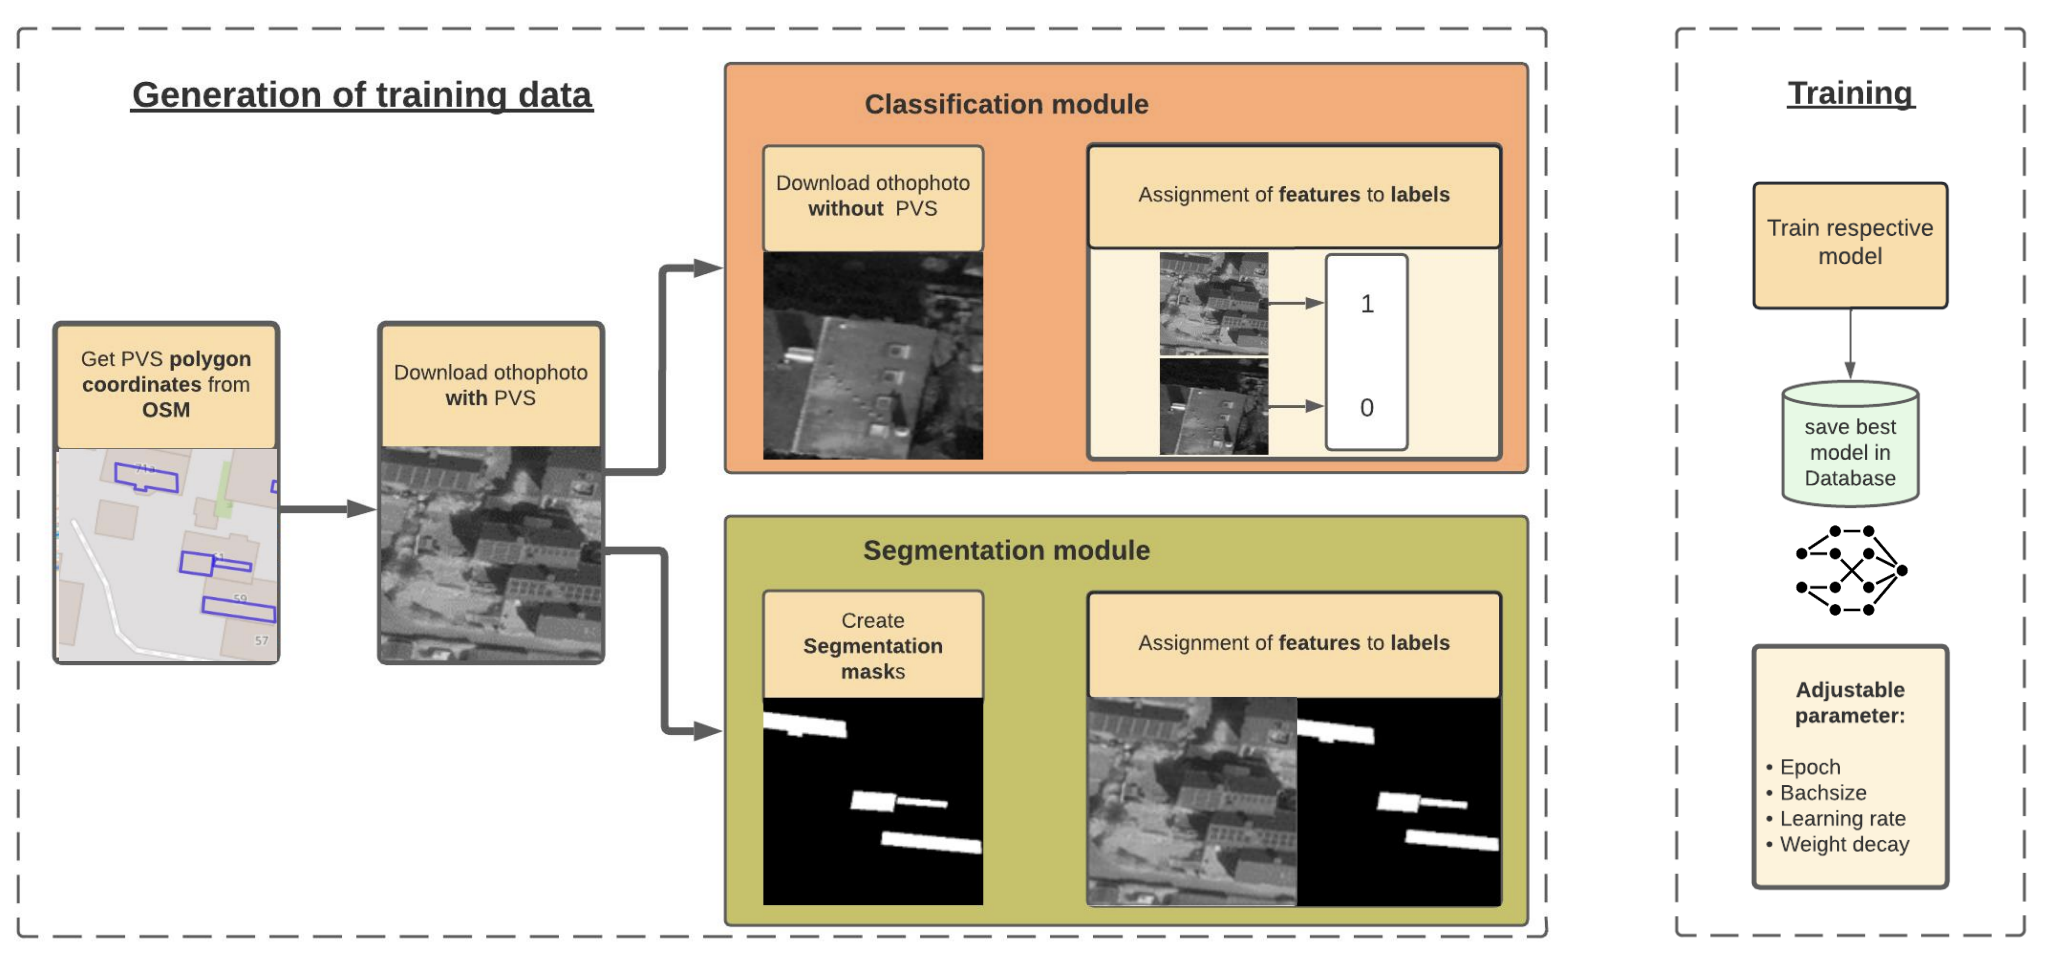 Generation of training data
Get PVS polygon
coordinates from
OSM
71a
51
59
57
Download othophoto
with PVS
Classification module
Download othophoto
without PVS
Assignment of features to labels
1
0
Segmentation module
Create
Segmentation
masks
Assignment of features to labels
Training
Train respective
model
save best
model in
Database
Adjustable
parameter:
• Epoch
• Bachsize
• Learning rate
• Weight decay